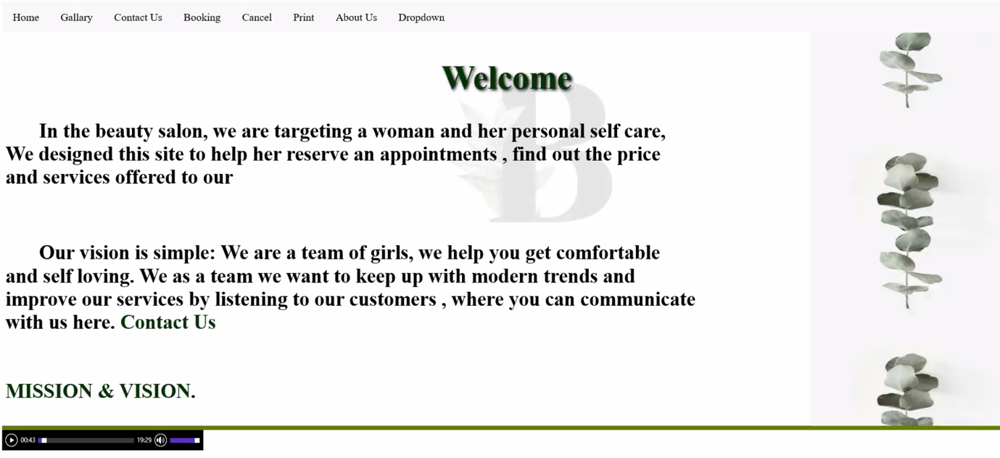 Home Gallary Contact Us Booking Cancel Print About Us Dropdown
Welcome
B
In the beauty salon, we are targeting a woman and her personal self care,
We designed this site to help her reserve an appointments , find out the price
and services offered to our
Our vision is simple: We are a team of girls, we help you get comfortable
and self loving. We as a team we want to keep up with modern trends and
improve our services by listening to our customers , where you can communicate
with us here. Contact Us
MISSION & VISION.
00:43 19:29